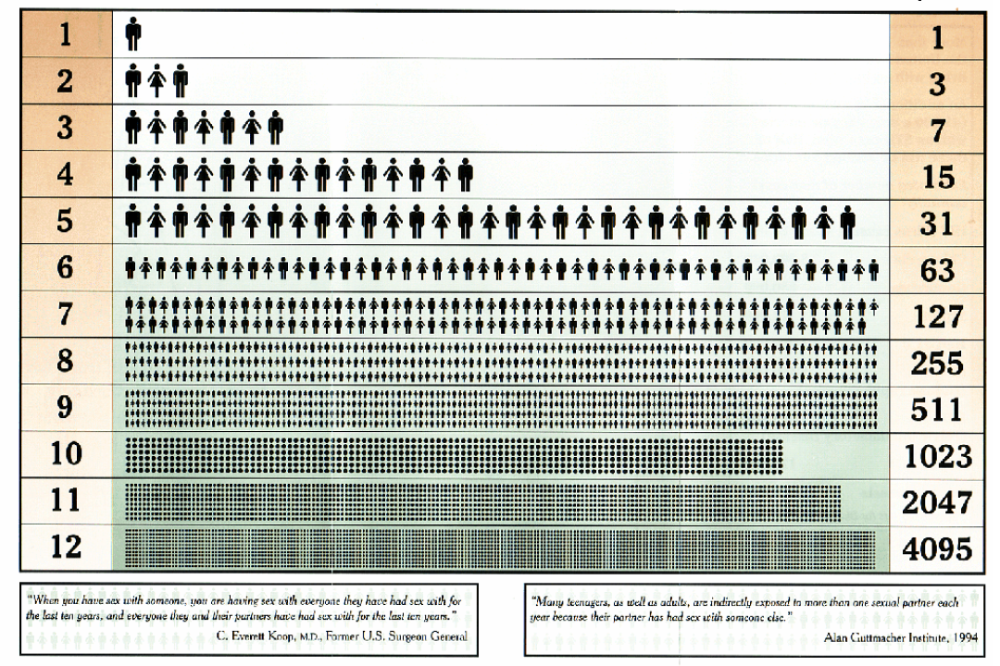 1 1
2 3
3 7
4 15
5 31
6 63
7 127
8 255
9 511
10 1023
11 2047
12 4095
"When you have sex with someone, you are having sex with everyone they have had sex with for
the last ten years, and everyone they and their partners have had sex with for the last ten years."
C. Everett Koop, M.D., Former U.S. Surgeon General
"Many teenagers, as well as adults, are indirectly exposed to more than one sexual partner each
year because their partner has had sex with someone else."
Alan Guttmacher Institute, 1994